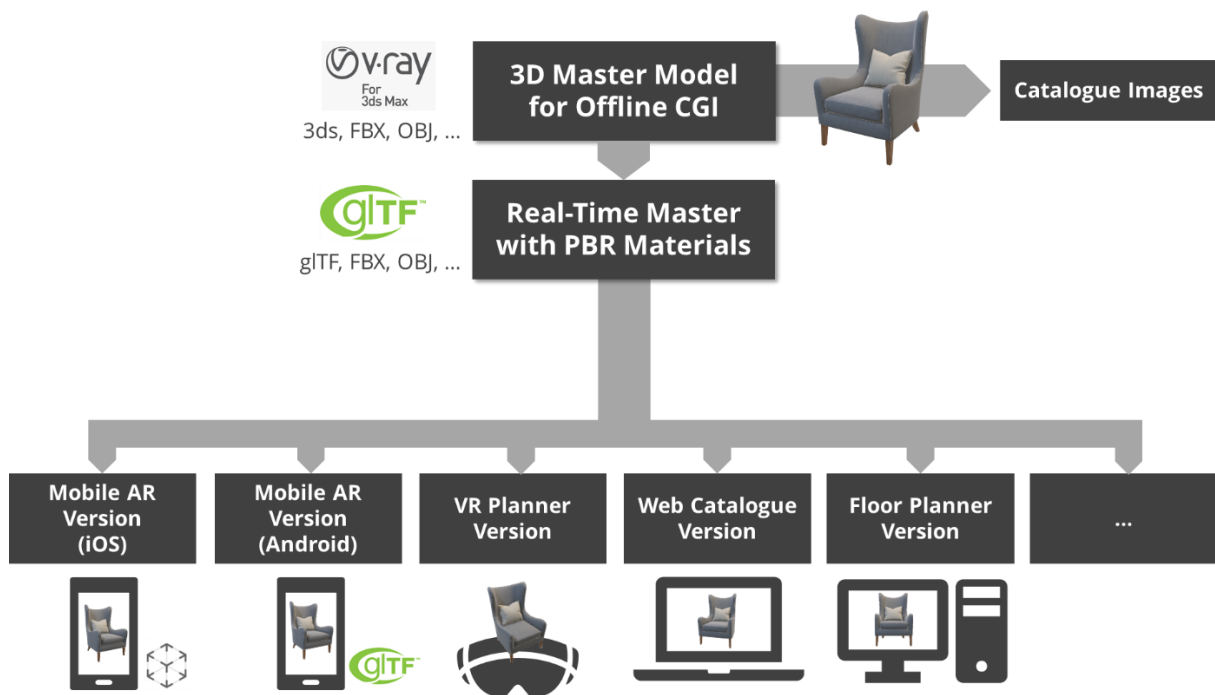 v·ray
For
3ds Max
3ds, FBX, OBJ, ...
3D Master Model
for Offline CGI
Catalogue Images
glTF™
glTF, FBX, OBJ, ...
Real-Time Master
with PBR Materials
Mobile AR
Version
(iOS)
Mobile AR
Version
(Android)
VR Planner
Version
Web Catalogue
Version
Floor Planner
Version
...
glTF™